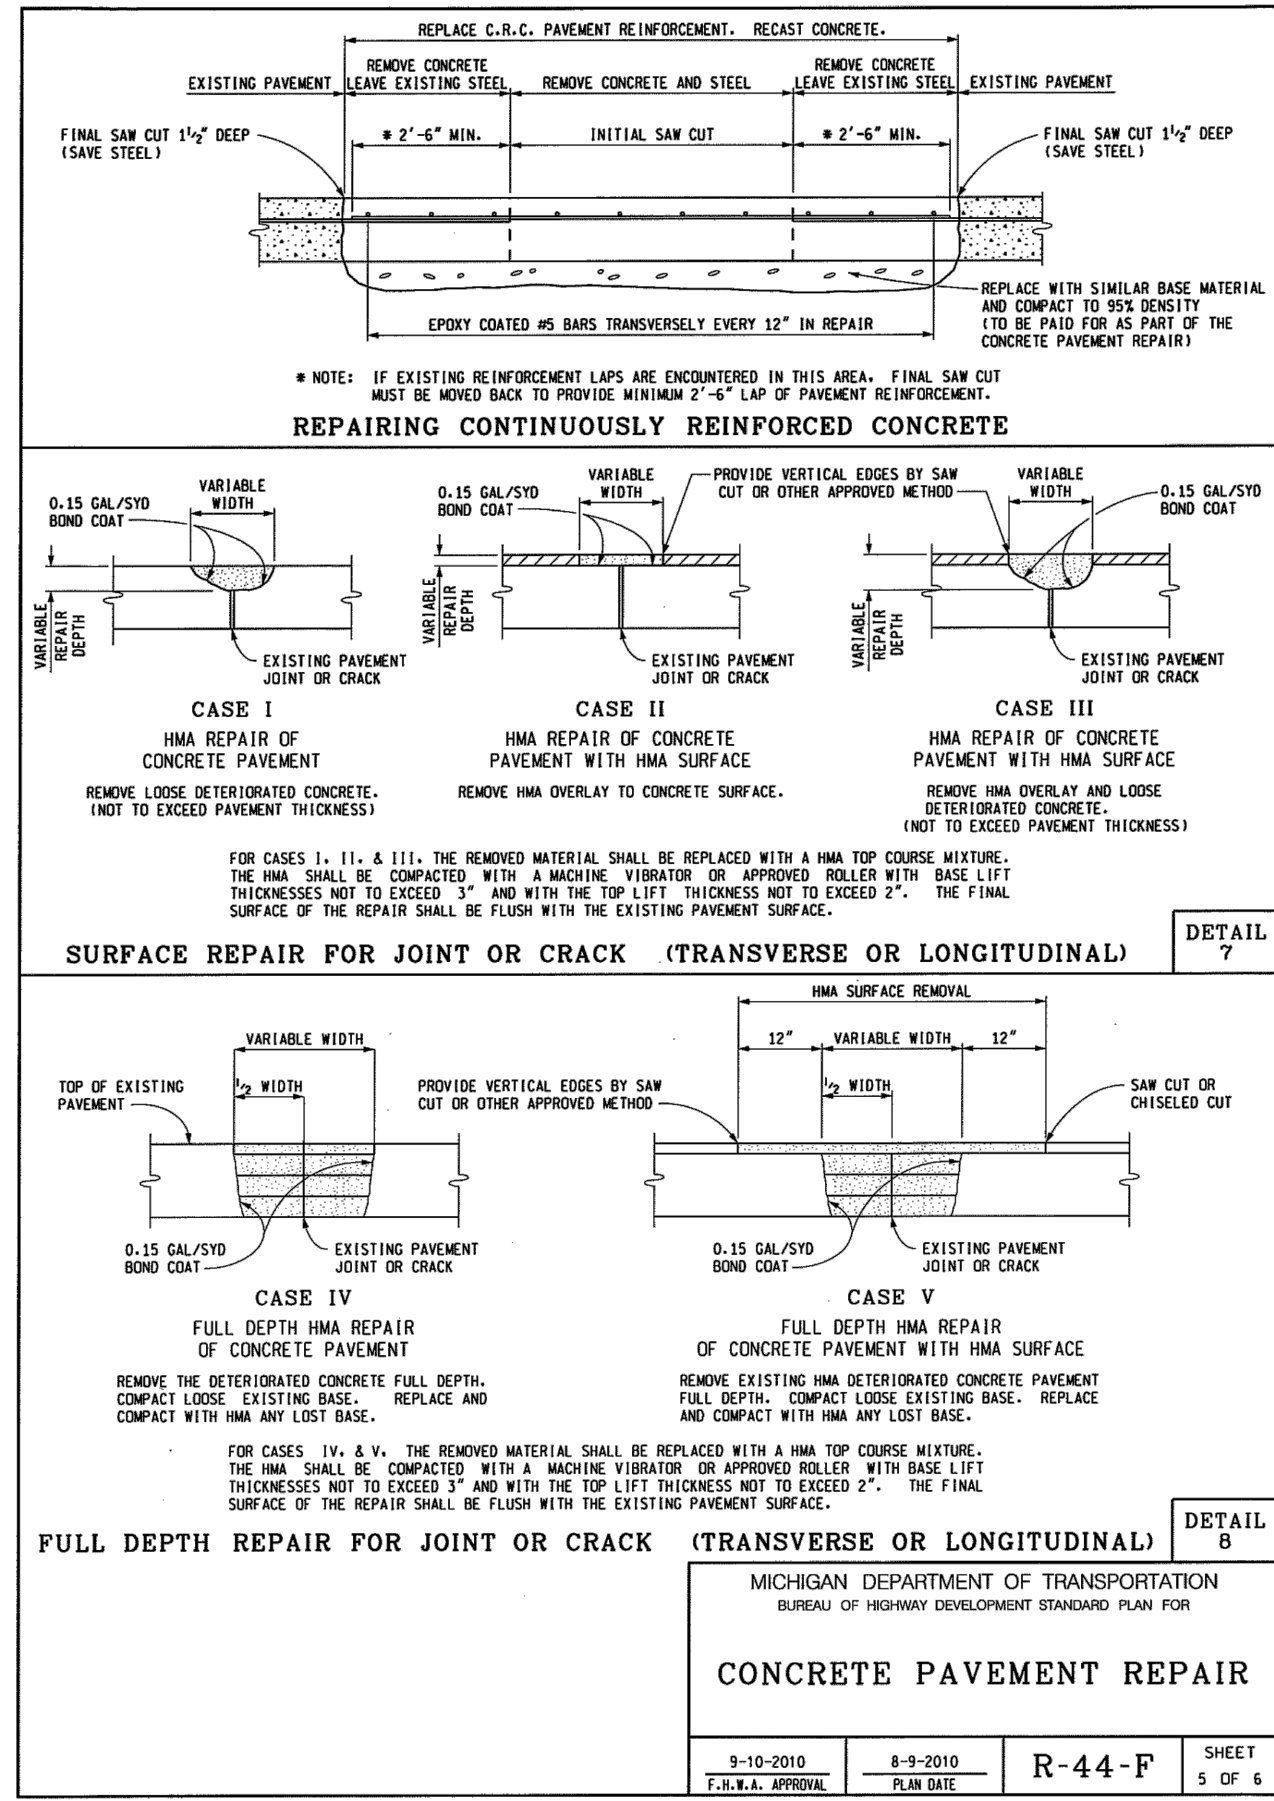 REPLACE C.R.C. PAVEMENT REINFORCEMENT. RECAST CONCRETE.
EXISTING PAVEMENT
REMOVE CONCRETE
LEAVE EXISTING STEEL
REMOVE CONCRETE AND STEEL
REMOVE CONCRETE
LEAVE EXISTING STEEL
EXISTING PAVEMENT
FINAL SAW CUT 1 1/2" DEEP
(SAVE STEEL)
* 2'-6" MIN.
INITIAL SAW CUT
* 2'-6" MIN.
FINAL SAW CUT 1 1/2" DEEP
(SAVE STEEL)
REPLACE WITH SIMILAR BASE MATERIAL
AND COMPACT TO 95% DENSITY
(TO BE PAID FOR AS PART OF THE
CONCRETE PAVEMENT REPAIR)
EPOXY COATED #5 BARS TRANSVERSELY EVERY 12" IN REPAIR
* NOTE: IF EXISTING REINFORCEMENT LAPS ARE ENCOUNTERED IN THIS AREA. FINAL SAW CUT
MUST BE MOVED BACK TO PROVIDE MINIMUM 2'-6" LAP OF PAVEMENT REINFORCEMENT.
REPAIRING CONTINUOUSLY REINFORCED CONCRETE
0.15 GAL/SYD
BOND COAT
VARIABLE
WIDTH
VARIABLE
REPAIR
DEPTH
EXISTING PAVEMENT
JOINT OR CRACK
CASE I
HMA REPAIR OF
CONCRETE PAVEMENT
REMOVE LOOSE DETERIORATED CONCRETE.
(NOT TO EXCEED PAVEMENT THICKNESS)
0.15 GAL/SYD
BOND COAT
VARIABLE
WIDTH
PROVIDE VERTICAL EDGES BY SAW
CUT OR OTHER APPROVED METHOD
VARIABLE
REPAIR
DEPTH
EXISTING PAVEMENT
JOINT OR CRACK
CASE II
HMA REPAIR OF CONCRETE
PAVEMENT WITH HMA SURFACE
REMOVE HMA OVERLAY TO CONCRETE SURFACE.
VARIABLE
WIDTH
0.15 GAL/SYD
BOND COAT
VARIABLE
REPAIR
DEPTH
EXISTING PAVEMENT
JOINT OR CRACK
CASE III
HMA REPAIR OF CONCRETE
PAVEMENT WITH HMA SURFACE
REMOVE HMA OVERLAY AND LOOSE
DETERIORATED CONCRETE.
(NOT TO EXCEED PAVEMENT THICKNESS)
FOR CASES I. II. & III. THE REMOVED MATERIAL SHALL BE REPLACED WITH A HMA TOP COURSE MIXTURE.
THE HMA SHALL BE COMPACTED WITH A MACHINE VIBRATOR OR APPROVED ROLLER WITH BASE LIFT
THICKNESSES NOT TO EXCEED 3" AND WITH THE TOP LIFT THICKNESS NOT TO EXCEED 2". THE FINAL
SURFACE OF THE REPAIR SHALL BE FLUSH WITH THE EXISTING PAVEMENT SURFACE.
SURFACE REPAIR FOR JOINT OR CRACK (TRANSVERSE OR LONGITUDINAL)
DETAIL
7
VARIABLE WIDTH
1/2 WIDTH
TOP OF EXISTING
PAVEMENT
0.15 GAL/SYD
BOND COAT
EXISTING PAVEMENT
JOINT OR CRACK
CASE IV
FULL DEPTH HMA REPAIR
OF CONCRETE PAVEMENT
REMOVE THE DETERIORATED CONCRETE FULL DEPTH.
COMPACT LOOSE EXISTING BASE. REPLACE AND
COMPACT WITH HMA ANY LOST BASE.
HMA SURFACE REMOVAL
12"
VARIABLE WIDTH
12"
1/2 WIDTH
PROVIDE VERTICAL EDGES BY SAW
CUT OR OTHER APPROVED METHOD
SAW CUT OR
CHISELED CUT
0.15 GAL/SYD
BOND COAT
EXISTING PAVEMENT
JOINT OR CRACK
CASE V
FULL DEPTH HMA REPAIR
OF CONCRETE PAVEMENT WITH HMA SURFACE
REMOVE EXISTING HMA DETERIORATED CONCRETE PAVEMENT
FULL DEPTH. COMPACT LOOSE EXISTING BASE. REPLACE
AND COMPACT WITH HMA ANY LOST BASE.
FOR CASES IV. & V. THE REMOVED MATERIAL SHALL BE REPLACED WITH A HMA TOP COURSE MIXTURE.
THE HMA SHALL BE COMPACTED WITH A MACHINE VIBRATOR OR APPROVED ROLLER WITH BASE LIFT
THICKNESSES NOT TO EXCEED 3" AND WITH THE TOP LIFT THICKNESS NOT TO EXCEED 2". THE FINAL
SURFACE OF THE REPAIR SHALL BE FLUSH WITH THE EXISTING PAVEMENT SURFACE.
FULL DEPTH REPAIR FOR JOINT OR CRACK (TRANSVERSE OR LONGITUDINAL)
DETAIL
8
MICHIGAN DEPARTMENT OF TRANSPORTATION
BUREAU OF HIGHWAY DEVELOPMENT STANDARD PLAN FOR
CONCRETE PAVEMENT REPAIR
9-10-2010
F.H.W.A. APPROVAL
8-9-2010
PLAN DATE
R-44-F
SHEET
5 OF 6